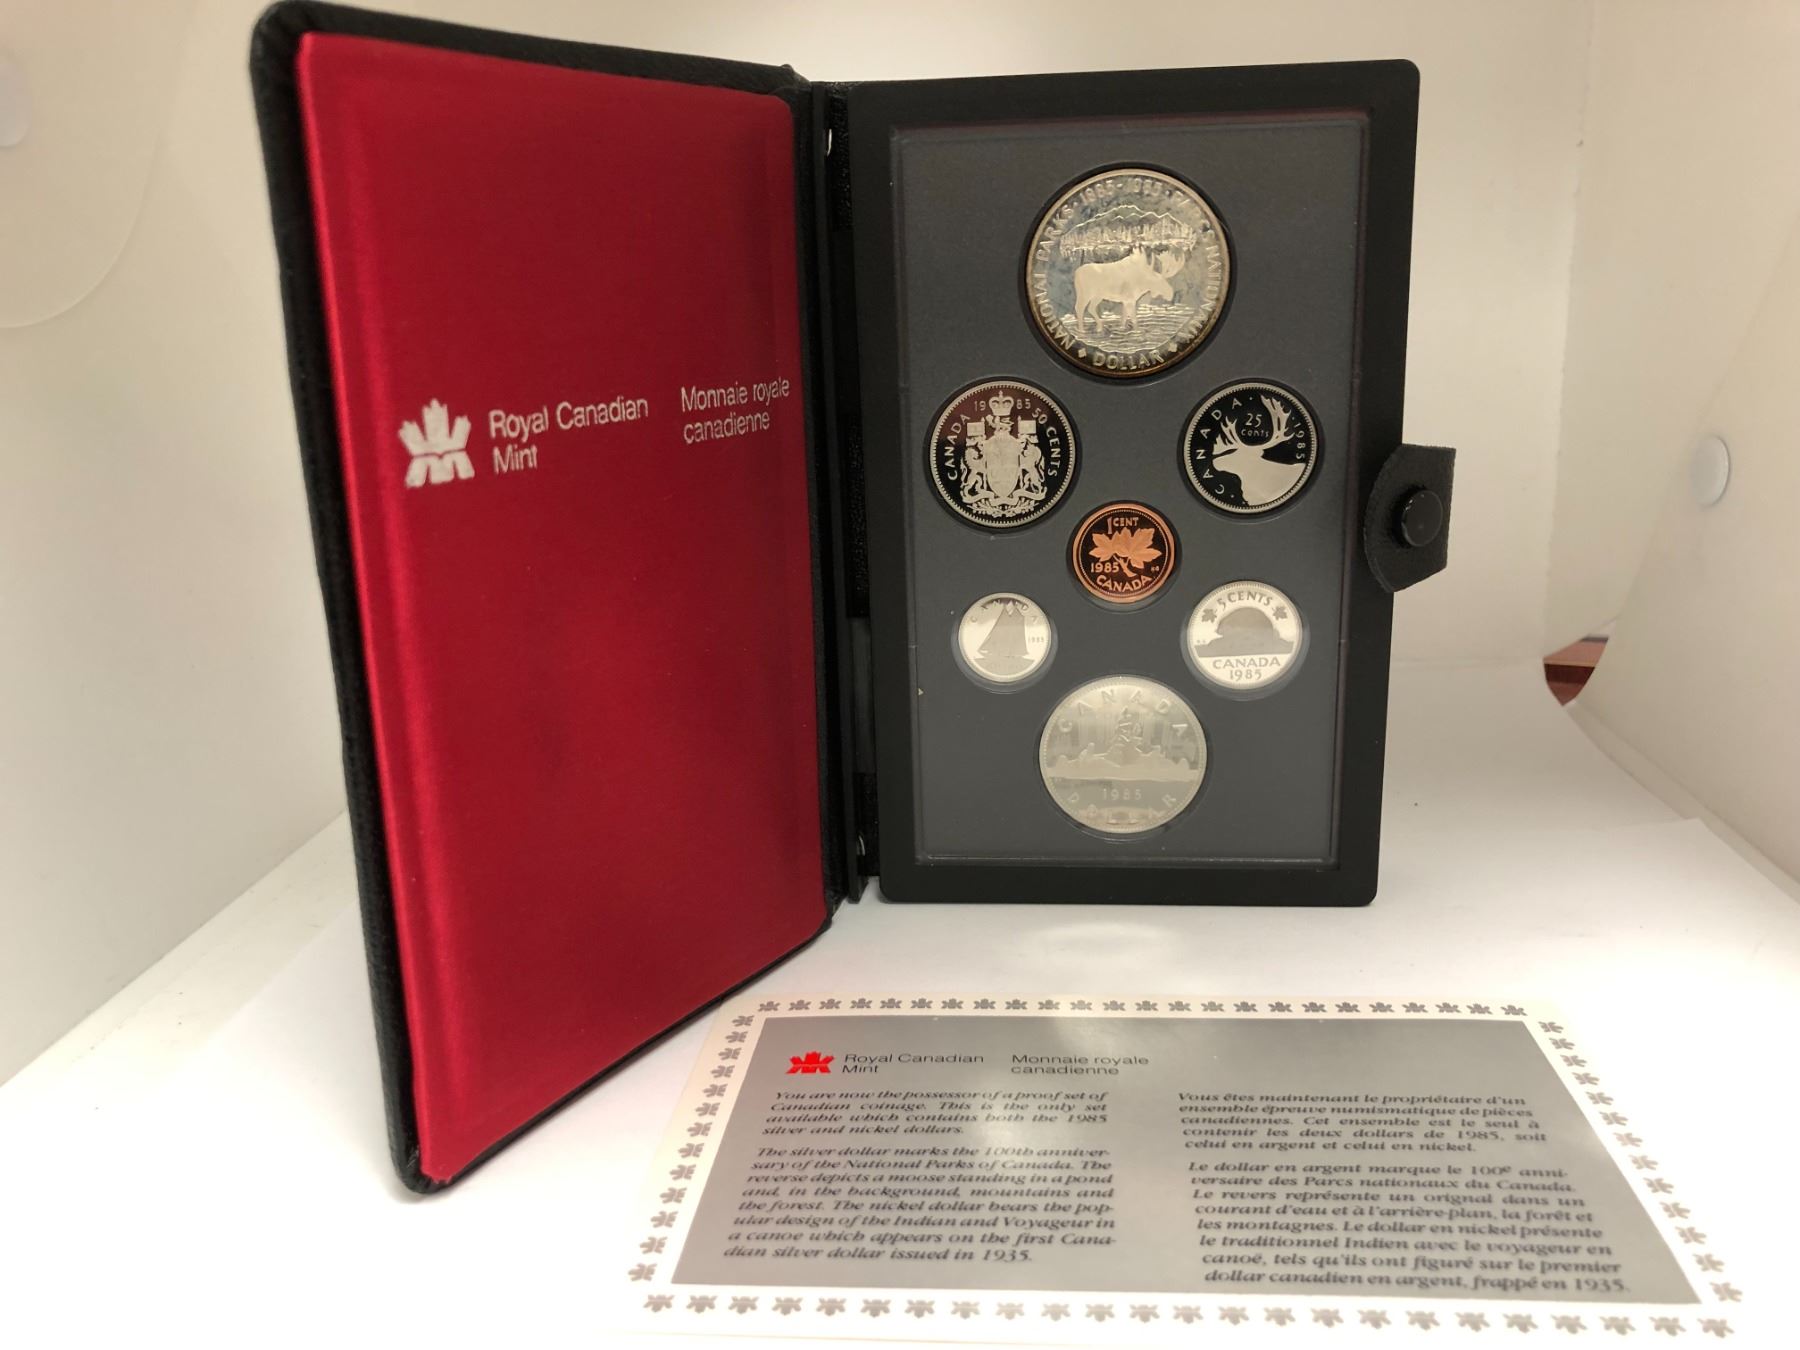 Royal Canadian
Mint
Monnaie royale
canadienne
NATIONAL PARKS · 1885 - 1985 · PARCS NATIONAUX
DOLLAR
CANADA 1985 50 CENTS
CANADA · 1985
25
cents
1 CENT
1985
CANADA
CANADA
1985
5 CENTS
CANADA
1985
CANADA
1985
DOLLAR
Royal Canadian
Mint
Monnaie royale
canadienne
You are now the possessor of a proof set of
Canadian coinage. This is the only set
available which contains both the 1985
silver and nickel dollars.
The silver dollar marks the 100th anniver-
sary of the National Parks of Canada. The
reverse depicts a moose standing in a pond
and, in the background, mountains and
the forest. The nickel dollar bears the pop-
ular design of the Indian and Voyageur in
a canoe which appears on the first Cana-
dian silver dollar issued in 1935.
Vous êtes maintenant le propriétaire d'un
ensemble épreuve numismatique de pièces
canadiennes. Cet ensemble est le seul à
contenir les deux dollars de 1985, soit
celui en argent et celui en nickel.
Le dollar en argent marque le 100e anni-
versaire des Parcs nationaux du Canada.
Le revers représente un orignal dans un
courant d'eau et à l'arrière-plan, la forêt et
les montagnes. Le dollar en nickel présente
le traditionnel Indien avec le voyageur en
canoë, tels qu'ils ont figuré sur le premier
dollar canadien en argent, frappé en 1935.